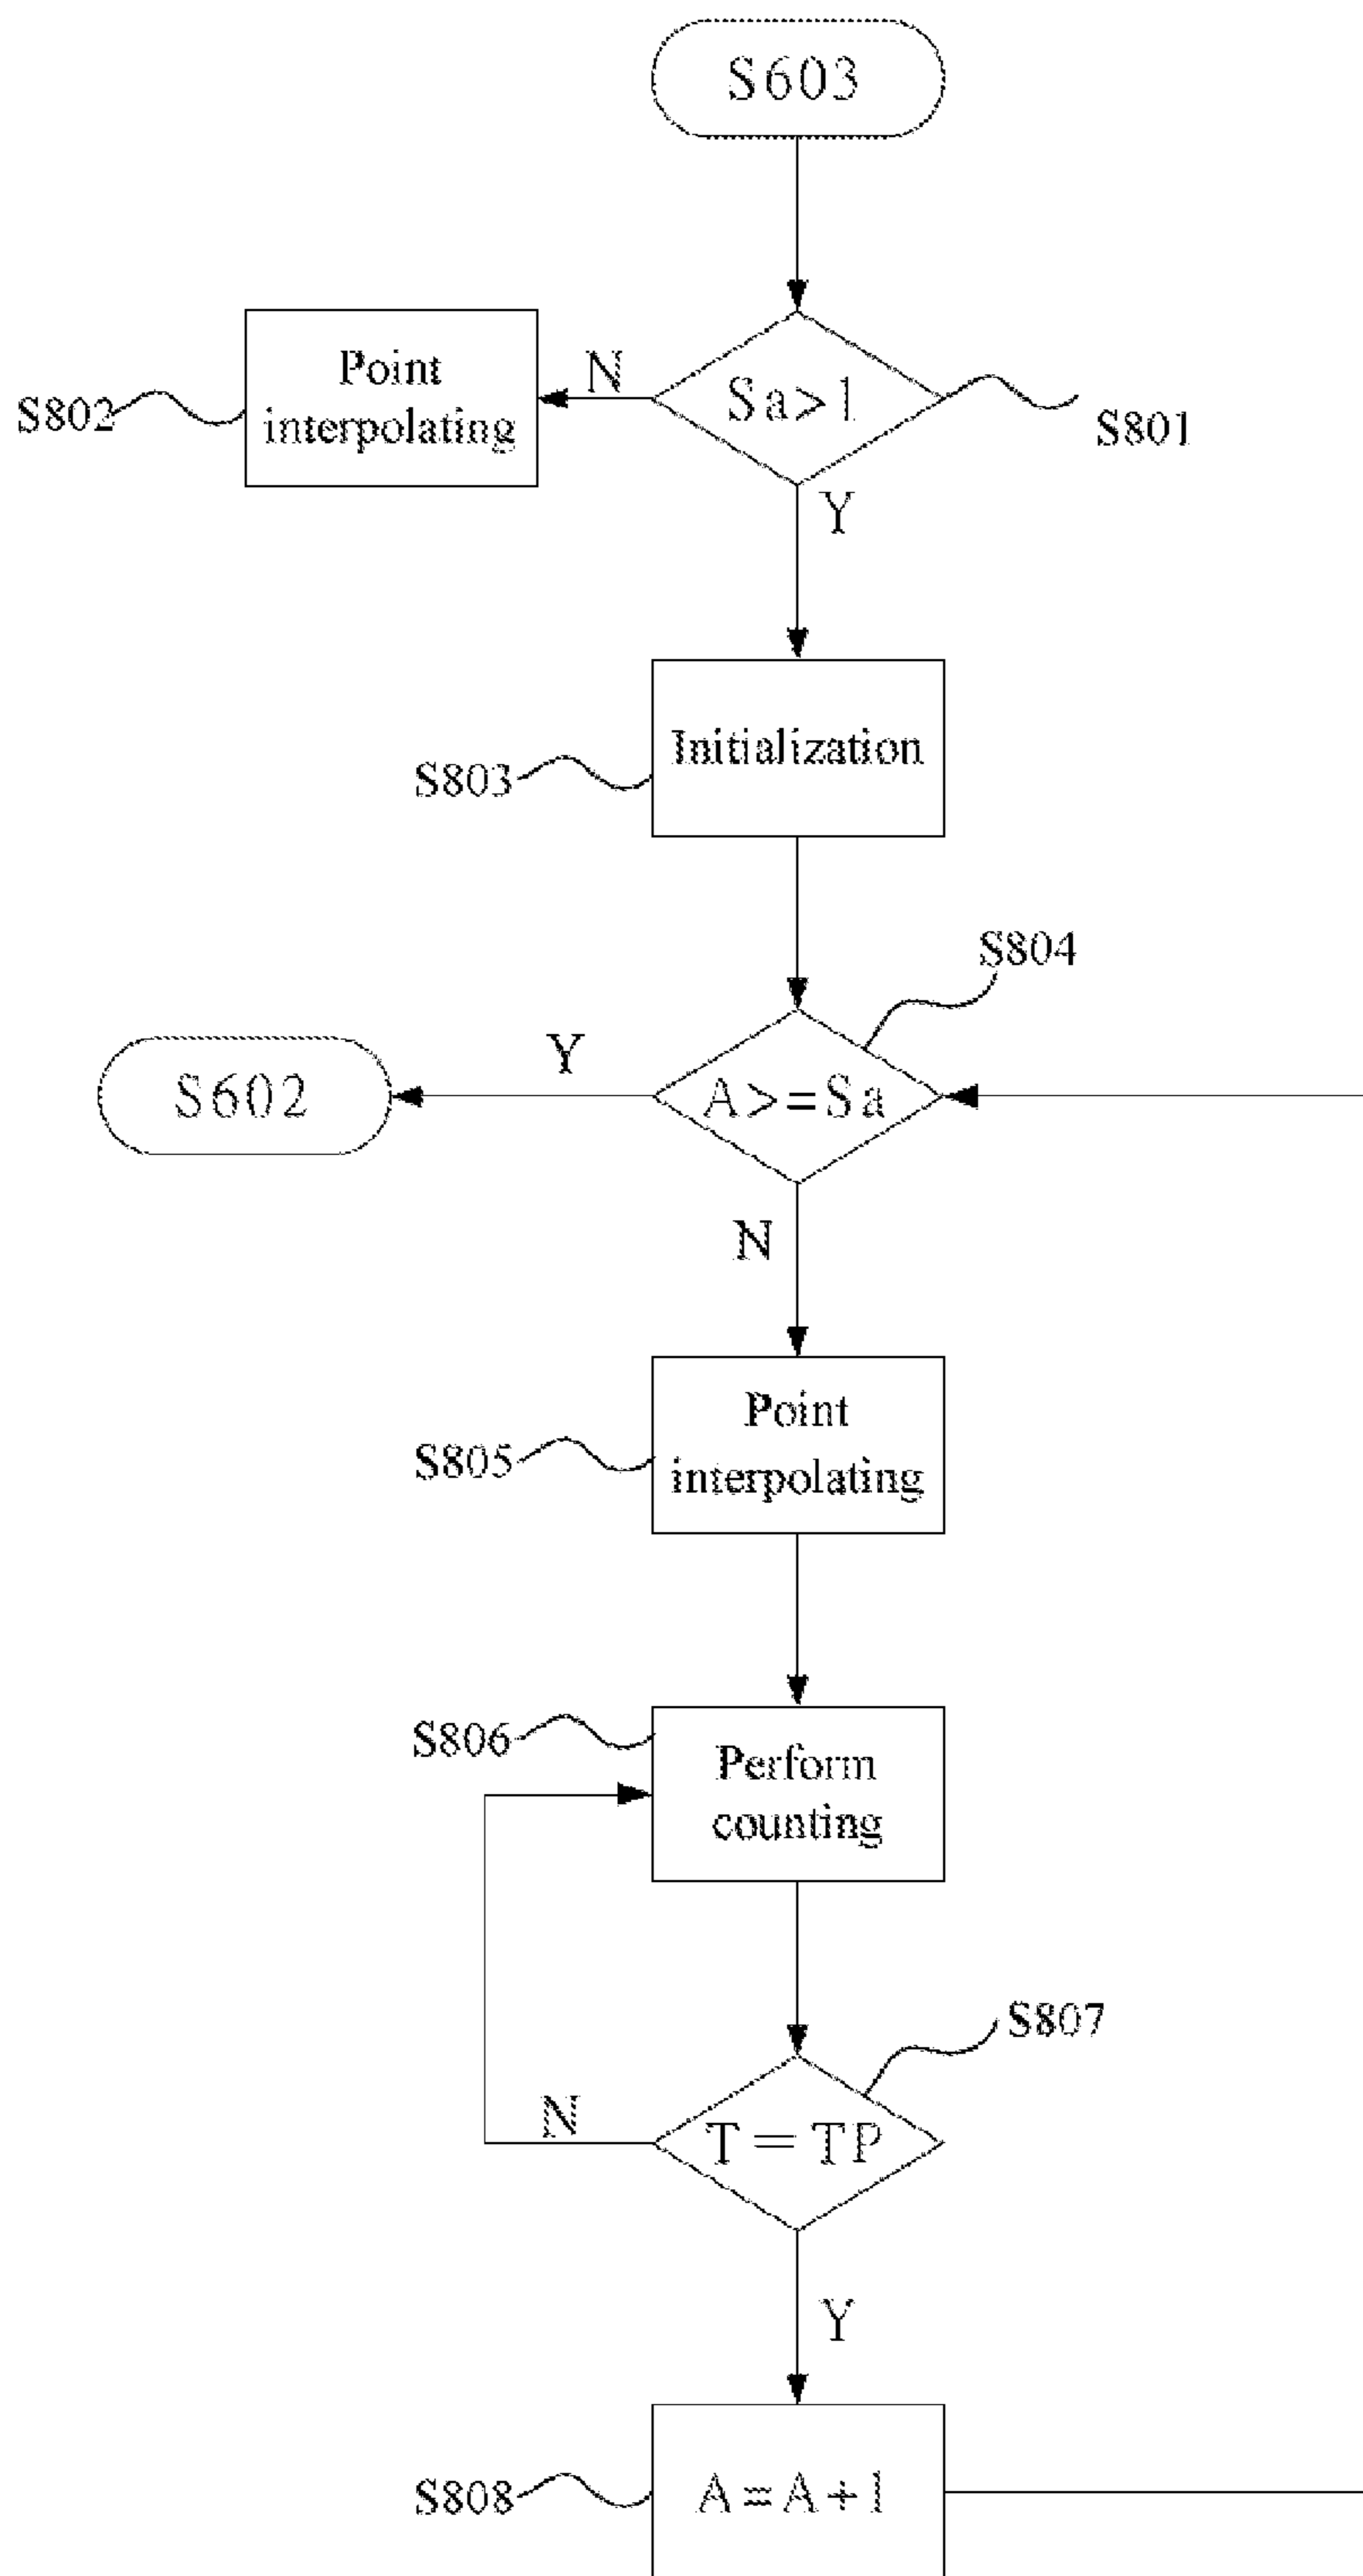 S603
Point
interpolating
S802
N
Sa>1
S801
Y
Initialization
S803
S804
Y
S602
A>=Sa
N
Point
interpolating
S805
S806
Perform
counting
S807
N
T=TP
Y
S808
A=A+1